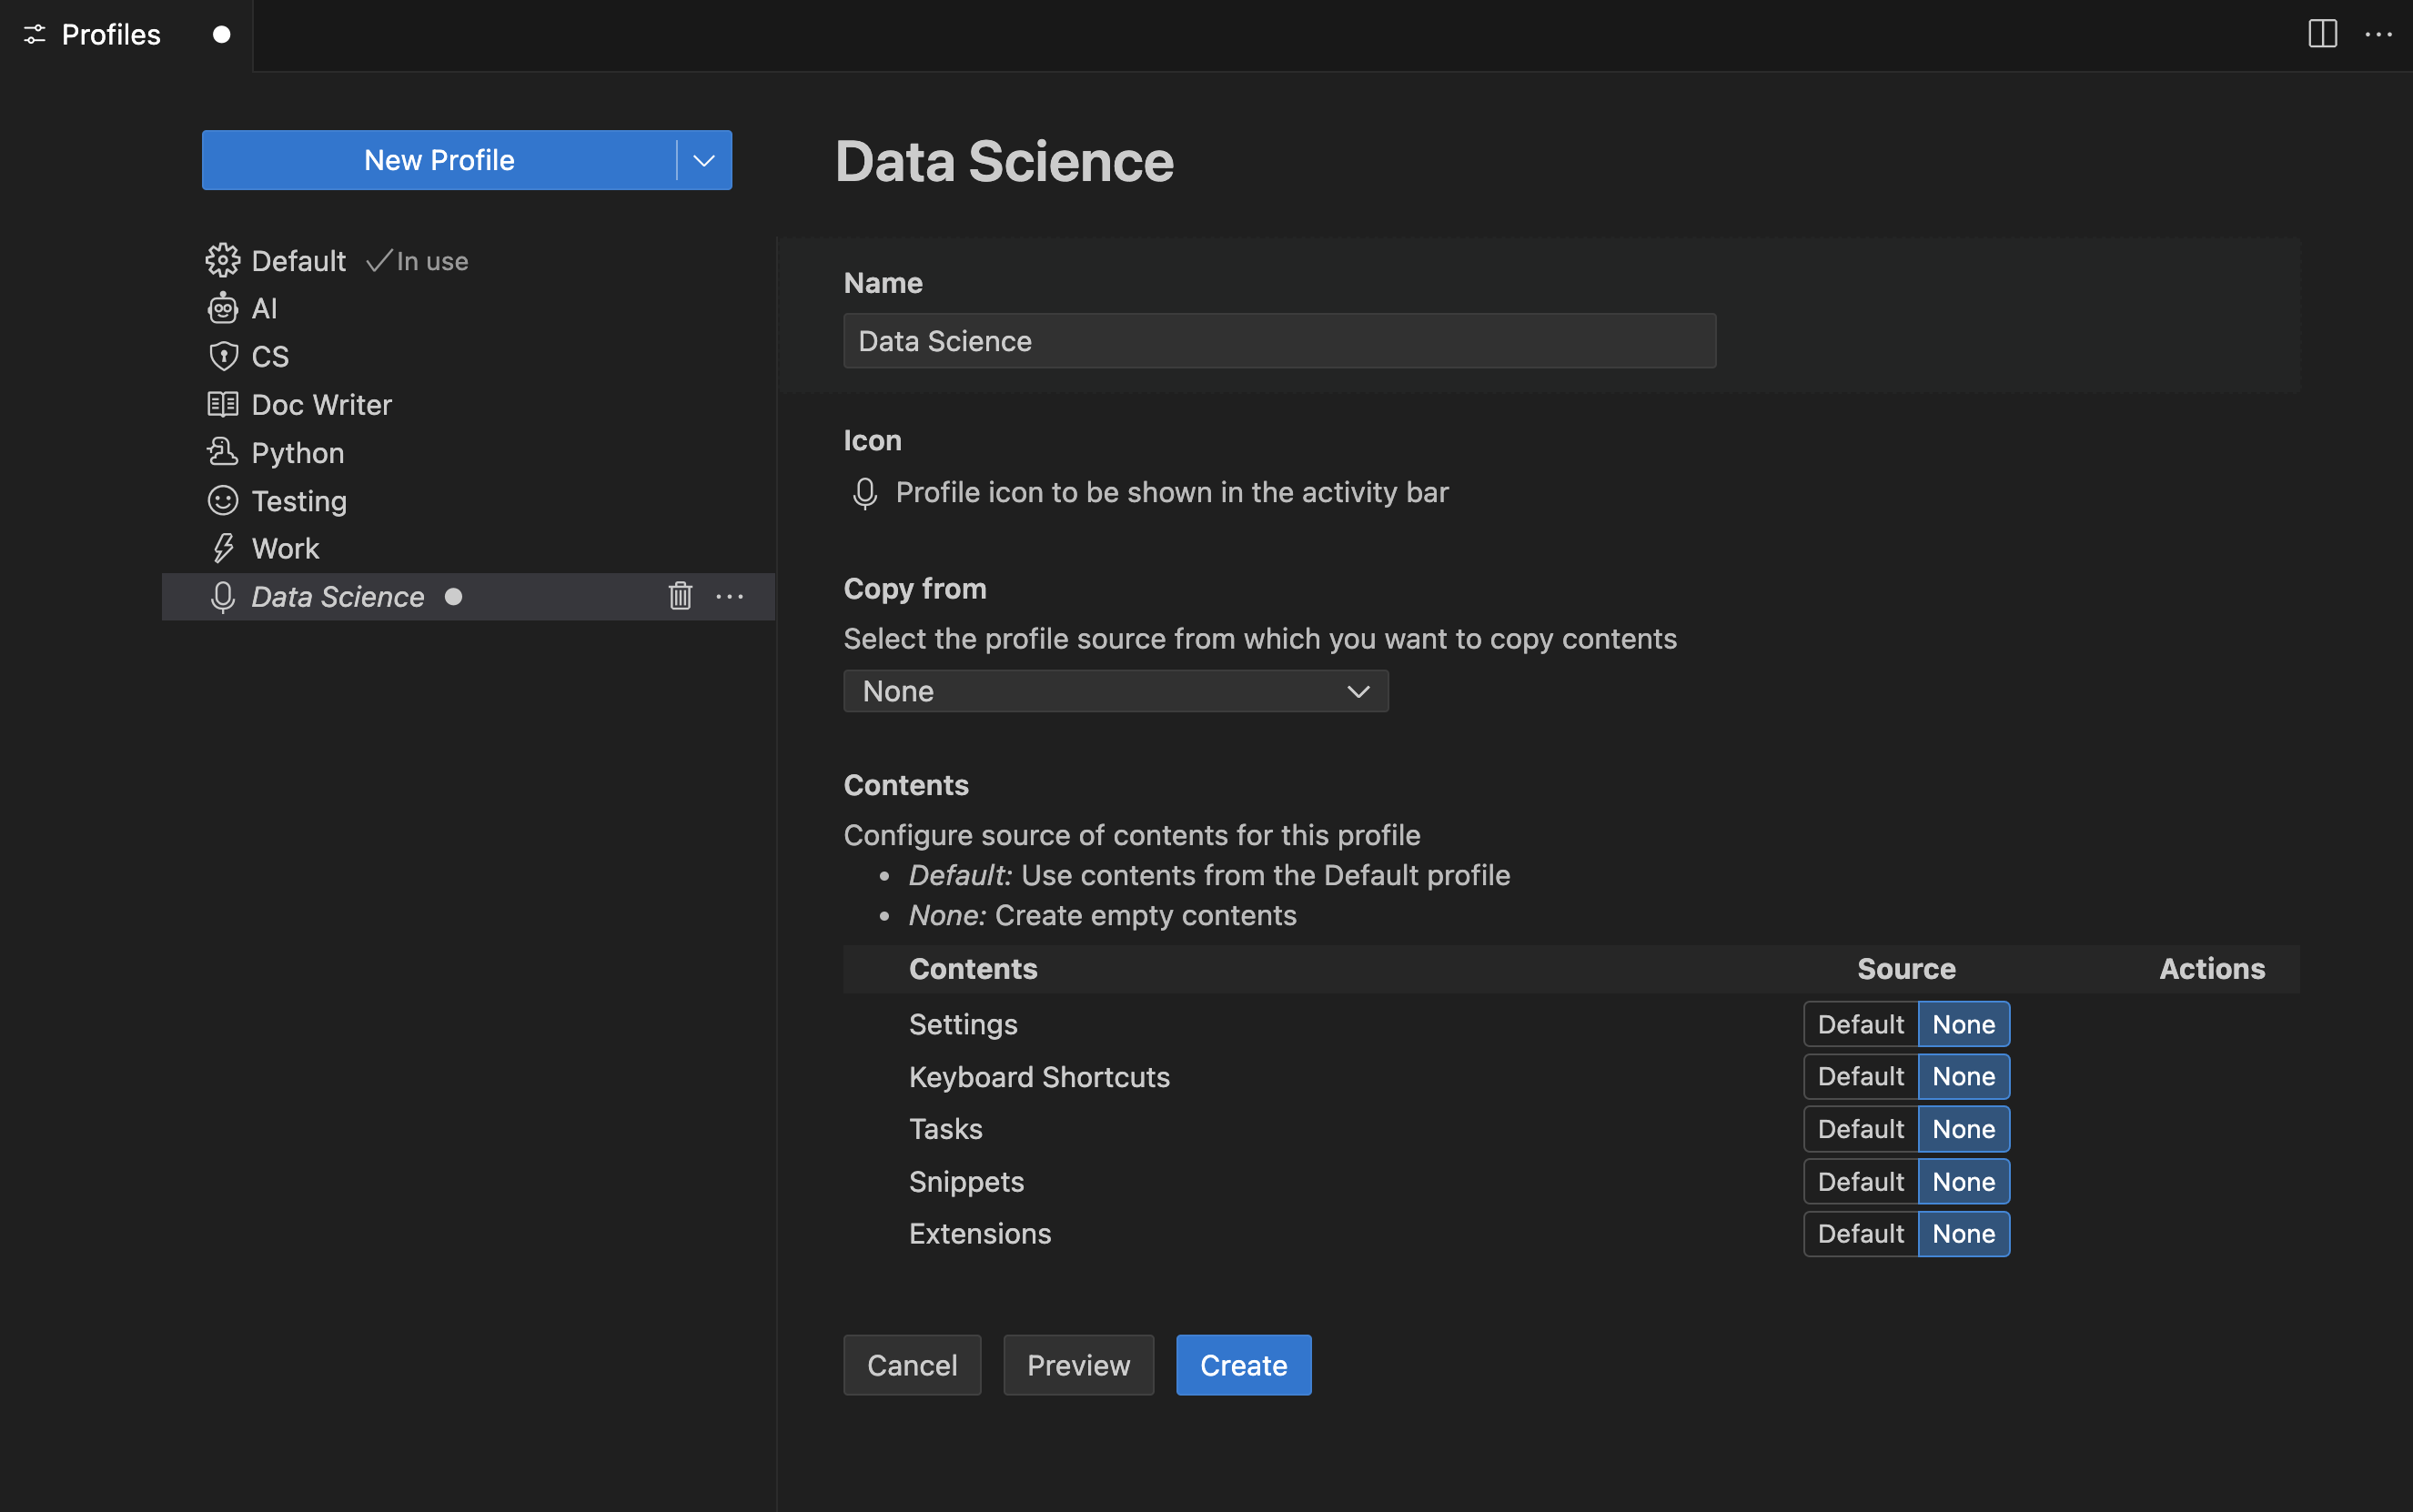 Profiles
New Profile
Default In use
AI
CS
Doc Writer
Python
Testing
Work
Data Science
Data Science
Name
Data Science
Icon
Profile icon to be shown in the activity bar
Copy from
Select the profile source from which you want to copy contents
None
Contents
Configure source of contents for this profile
Default: Use contents from the Default profile
None: Create empty contents
Contents Source Actions
Settings Default None
Keyboard Shortcuts Default None
Tasks Default None
Snippets Default None
Extensions Default None
Cancel Preview Create